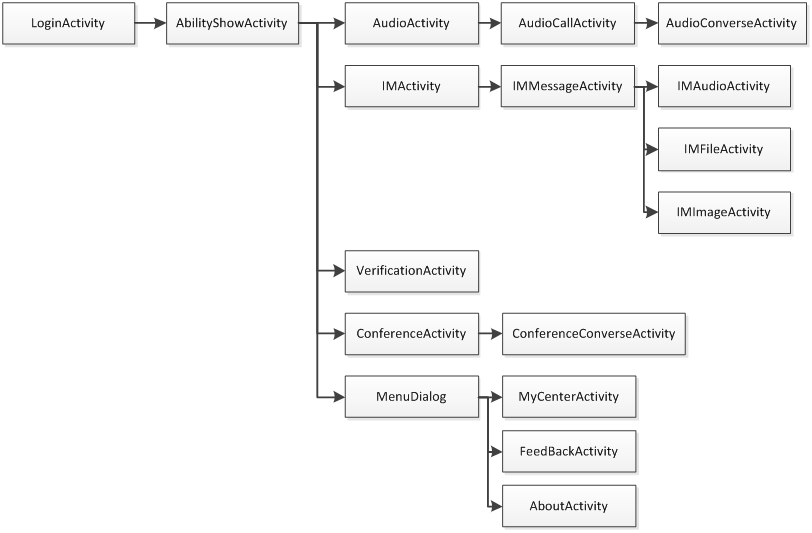 LoginActivity
AbilityShowActivity
AudioActivity
AudioCallActivity
AudioConverseActivity
IMActivity
IMMessageActivity
IMAudioActivity
IMFileActivity
IMImageActivity
VerificationActivity
ConferenceActivity
ConferenceConverseActivity
MenuDialog
MyCenterActivity
FeedBackActivity
AboutActivity